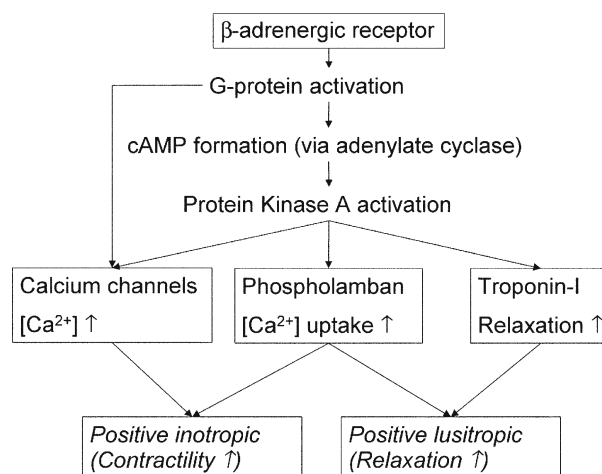 β-adrenergic receptor
G-protein activation
cAMP formation (via adenylate cyclase)
Protein Kinase A activation
Calcium channels
[Ca²⁺] ↑
Phospholamban
[Ca²⁺] uptake ↑
Troponin-I
Relaxation ↑
Positive inotropic
(Contractility ↑)
Positive lusitropic
(Relaxation ↑)